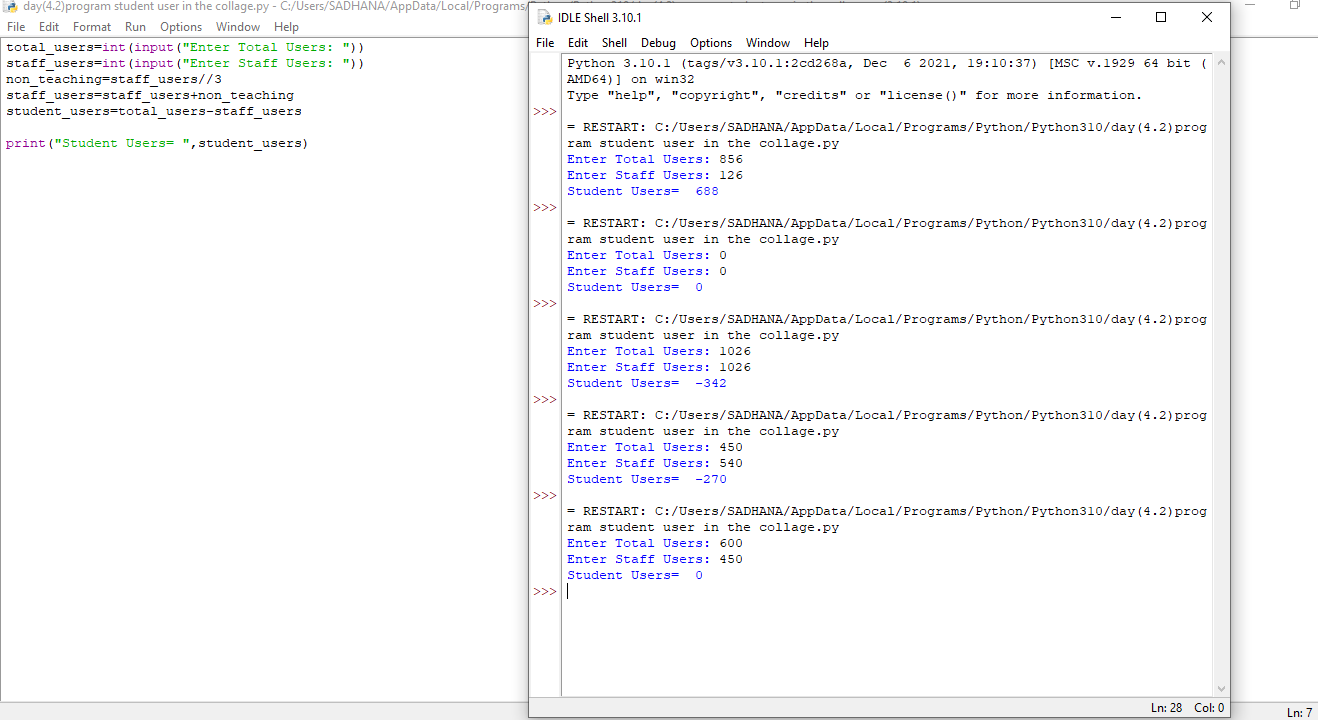 day(4.2)program student user in the collage.py - C:/Users/SADHANA/AppData/Local/Programs/
File Edit Format Run Options Window Help
total_users=int(input("Enter Total Users: "))
staff_users=int(input("Enter Staff Users: "))
non_teaching=staff_users//3
staff_users=staff_users+non_teaching
student_users=total_users-staff_users
print("Student Users= ",student_users)
IDLE Shell 3.10.1
File Edit Shell Debug Options Window Help
Python 3.10.1 (tags/v3.10.1:2cd268a, Dec  6 2021, 19:10:37) [MSC v.1929 64 bit (
AMD64)] on win32
Type "help", "copyright", "credits" or "license()" for more information.
>>>
= RESTART: C:/Users/SADHANA/AppData/Local/Programs/Python/Python310/day(4.2)prog
ram student user in the collage.py
Enter Total Users: 856
Enter Staff Users: 126
Student Users=  688
>>>
= RESTART: C:/Users/SADHANA/AppData/Local/Programs/Python/Python310/day(4.2)prog
ram student user in the collage.py
Enter Total Users: 0
Enter Staff Users: 0
Student Users=  0
>>>
= RESTART: C:/Users/SADHANA/AppData/Local/Programs/Python/Python310/day(4.2)prog
ram student user in the collage.py
Enter Total Users: 1026
Enter Staff Users: 1026
Student Users=  -342
>>>
= RESTART: C:/Users/SADHANA/AppData/Local/Programs/Python/Python310/day(4.2)prog
ram student user in the collage.py
Enter Total Users: 450
Enter Staff Users: 540
Student Users=  -270
>>>
= RESTART: C:/Users/SADHANA/AppData/Local/Programs/Python/Python310/day(4.2)prog
ram student user in the collage.py
Enter Total Users: 600
Enter Staff Users: 450
Student Users=  0
>>>
Ln: 28 Col: 0
Ln: 7